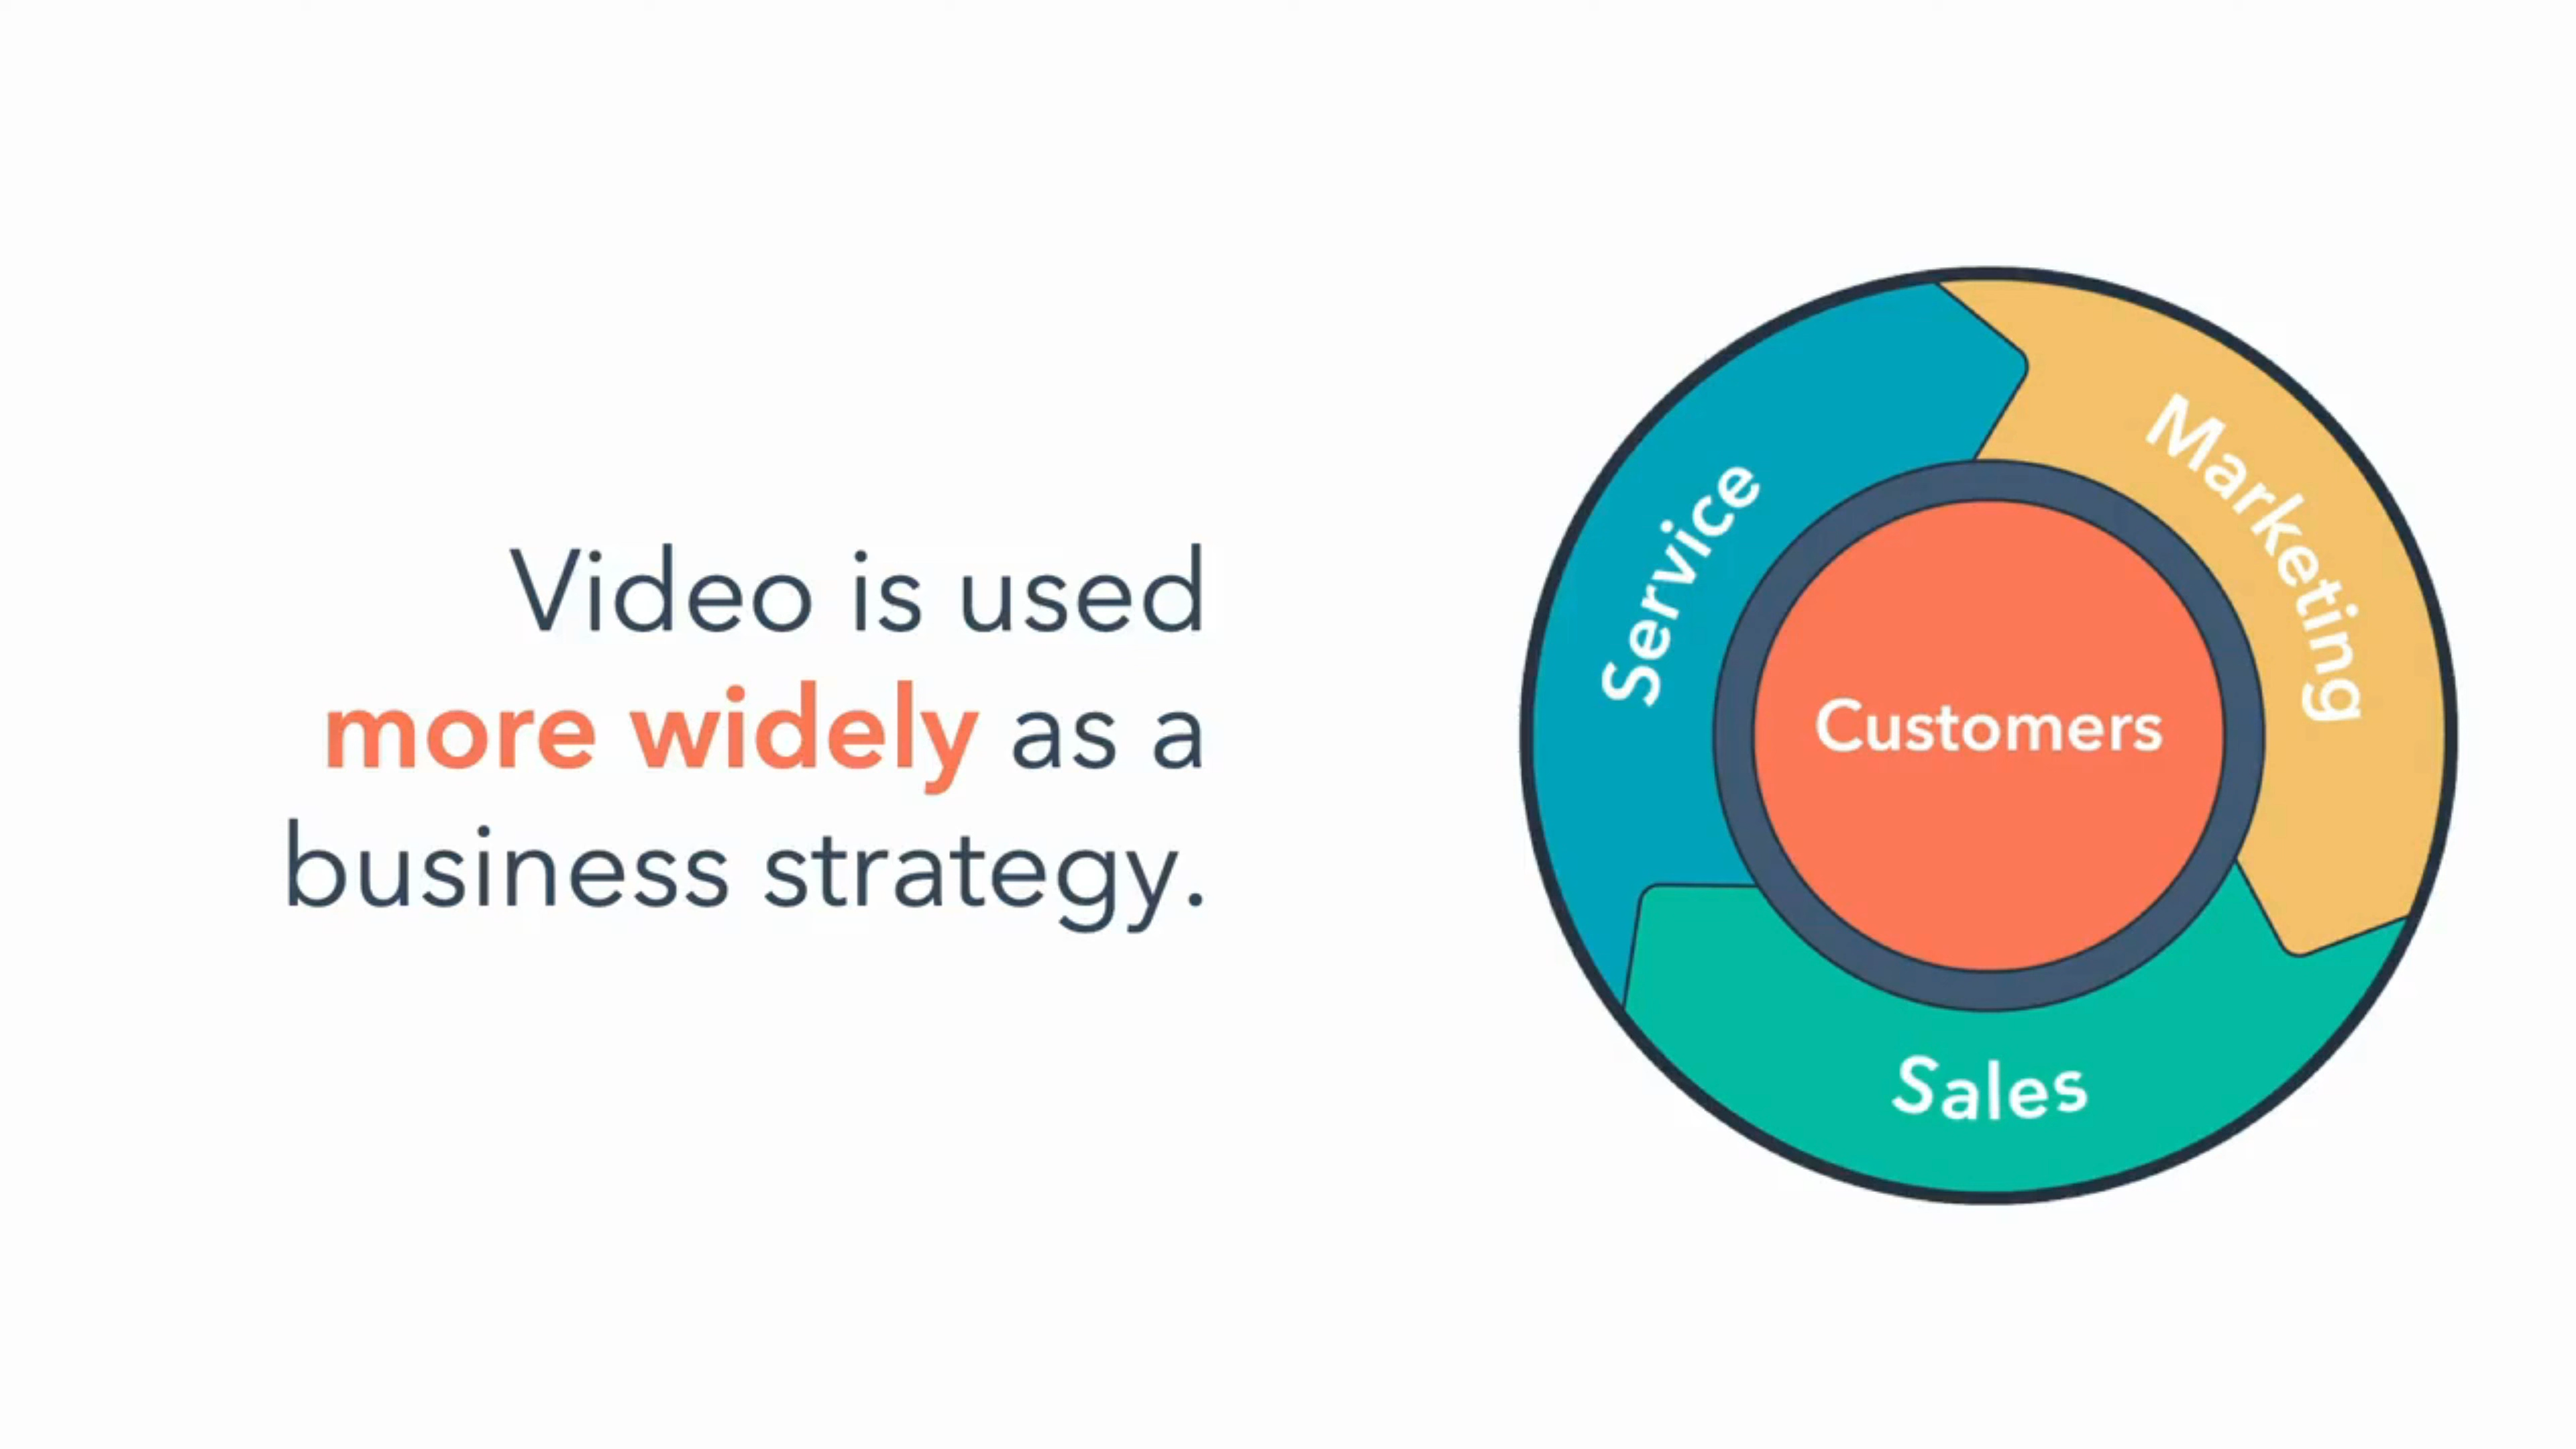 Video is used
more widely as a
business strategy.
Service
Marketing
Customers
Sales